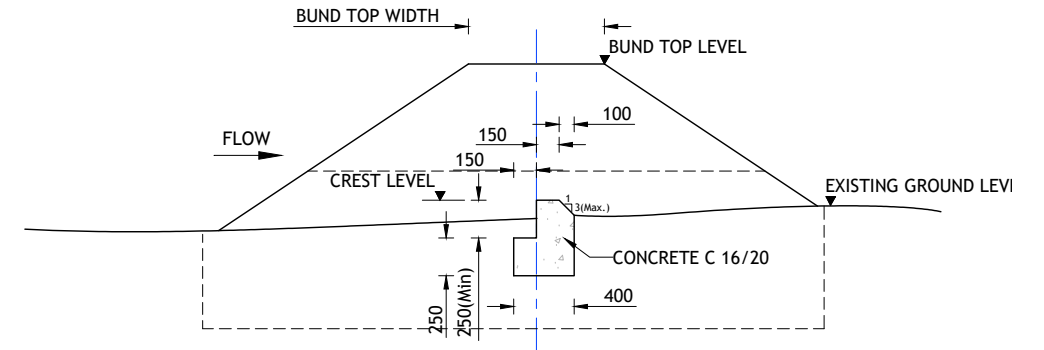 BUND TOP WIDTH
BUND TOP LEVEL
100
FLOW
150
150
CREST LEVEL
EXISTING GROUND LEVE
1
3(Max.)
CONCRETE C 16/20
400
250
250(Min)